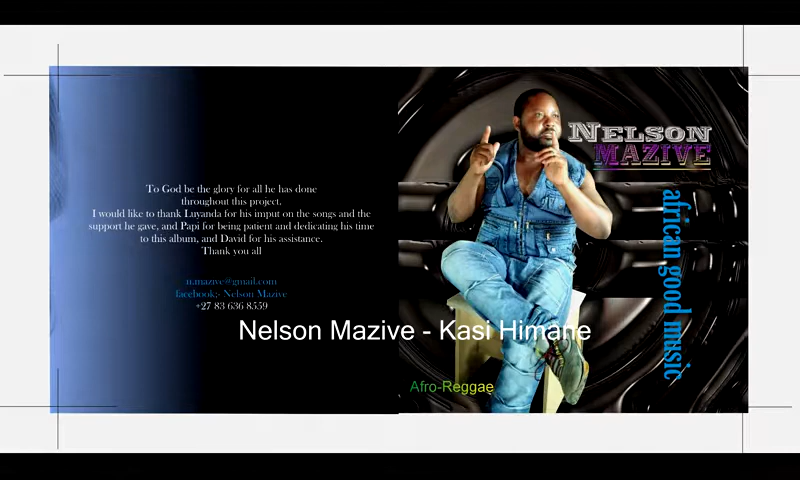 To God be the glory for all he has done
throughout this project.
I would like to thank Luyanda for his imput on the songs and the
support he gave, and Papi for being patient and dedicating his time
to this album, and David for his assistance.
Thank you all
n.mazive@gmail.com
facebook;- Nelson Mazive
+27 83 636 8559
NELSON
MAZIVE
african good music
Nelson Mazive - Kasi Himane
Afro-Reggae